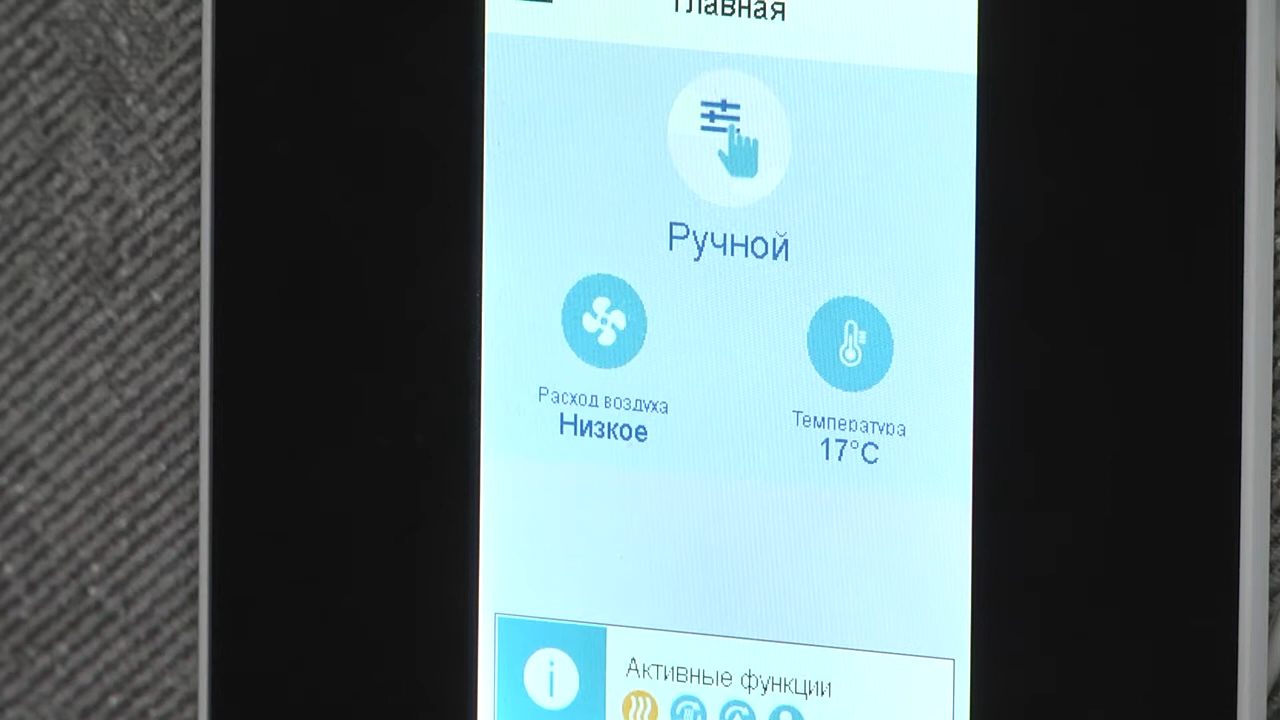 Главная
Ручной
Расход воздуха
Низкое
Температура
17°C
Активные функции